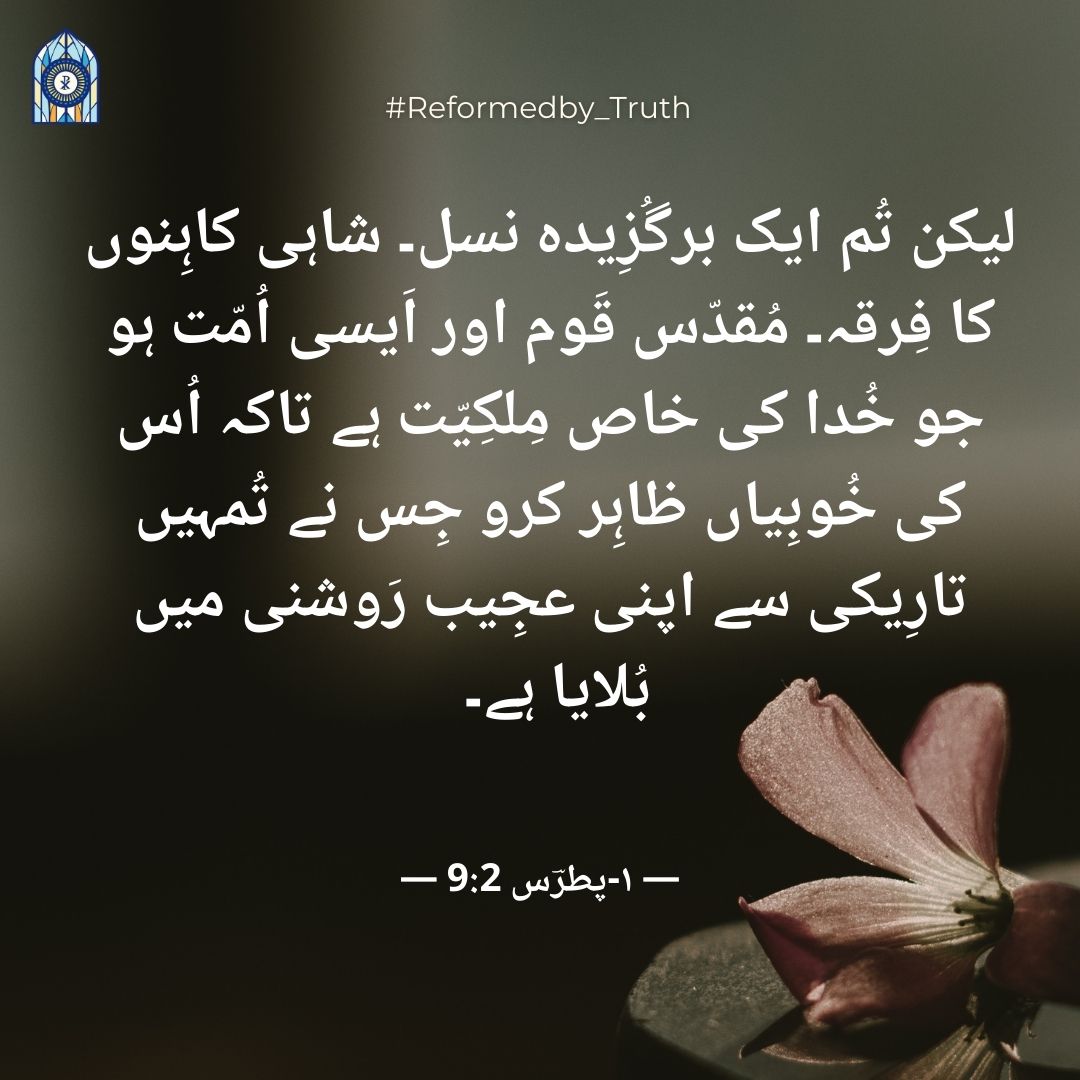 #Reformedby_Truth
لیکن تُم ایک برگُزِیدہ نسل۔ شاہی کاہِنوں
کا فِرقہ۔ مُقدّس قَوم اور اَیسی اُمّت ہو
جو خُدا کی خاص مِلکِیّت ہے تاکہ اُس
کی خُوبِیاں ظاہِر کرو جِس نے تُمہیں
تارِیکی سے اپنی عجِیب رَوشنی میں
بُلایا ہے۔
— ۱-پطرؔس 9:2 —